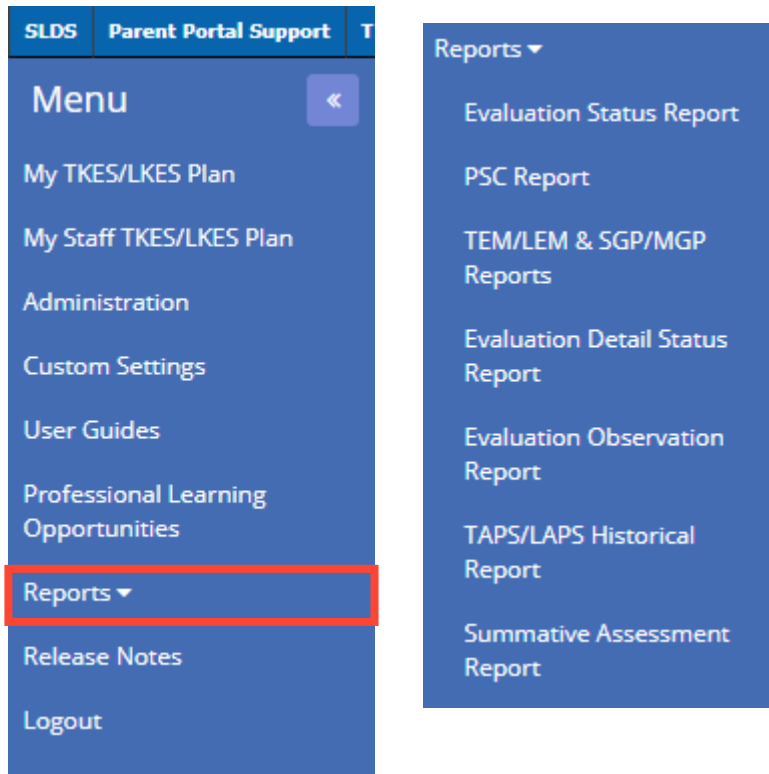 SLDS Parent Portal Support T
Menu «
My TKES/LKES Plan
My Staff TKES/LKES Plan
Administration
Custom Settings
User Guides
Professional Learning
Opportunities
Reports
Release Notes
Logout
Reports
Evaluation Status Report
PSC Report
TEM/LEM & SGP/MGP
Reports
Evaluation Detail Status
Report
Evaluation Observation
Report
TAPS/LAPS Historical
Report
Summative Assessment
Report